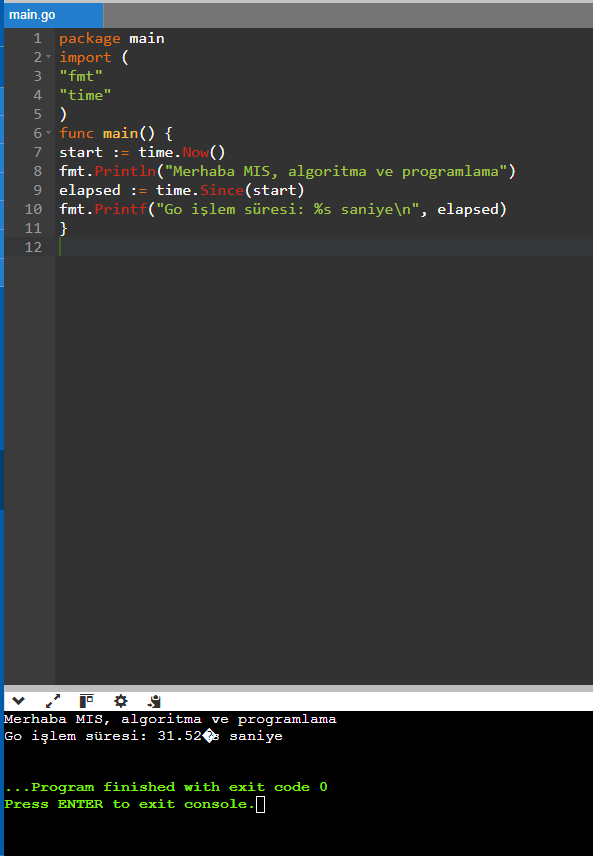 main.go
1 package main
2 import (
3 "fmt"
4 "time"
5 )
6 func main() {
7 start := time.Now()
8 fmt.Println("Merhaba MIS, algoritma ve programlama")
9 elapsed := time.Since(start)
10 fmt.Printf("Go işlem süresi: %s saniye\n", elapsed)
11 }
12
Merhaba MIS, algoritma ve programlama
Go işlem süresi: 31.52�s saniye
...Program finished with exit code 0
Press ENTER to exit console.